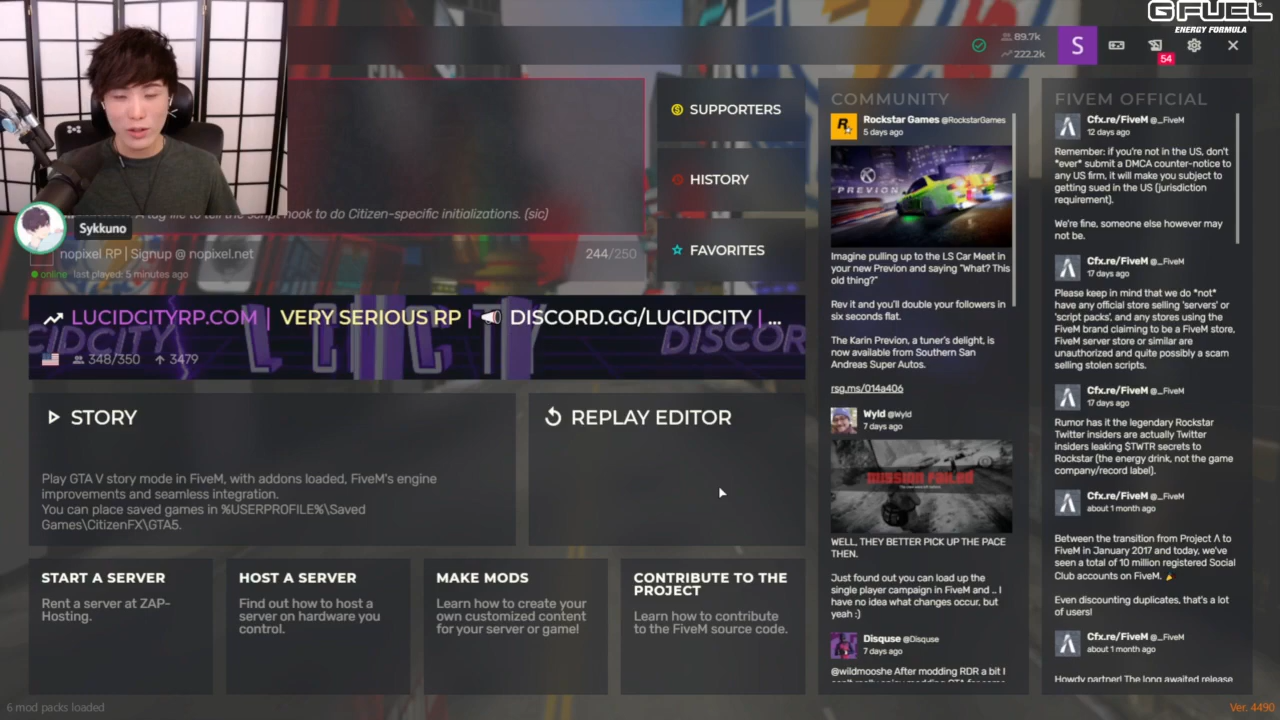 GFUEL
ENERGY FORMULA
89.7k
222.2k
S
54
hook to do Citizen-specific initializations. (sic)
Sykkuno
nopixel RP | Signup @ nopixel.net
244/250
online last played: 5 minutes ago
SUPPORTERS
HISTORY
FAVORITES
LUCIDCITYRP.COM | VERY SERIOUS RP | DISCORD.GG/LUCIDCITY | ...
348/350 3479
STORY
Play GTA V story mode in FiveM, with addons loaded, FiveM's engine
improvements and seamless integration.
You can place saved games in %USERPROFILE%\Saved
Games\CitizenFX\GTA5.
REPLAY EDITOR
START A SERVER
Rent a server at ZAP-
Hosting.
HOST A SERVER
Find out how to host a
server on hardware you
control.
MAKE MODS
Learn how to create your
own customized content
for your server or game!
CONTRIBUTE TO THE
PROJECT
Learn how to contribute
to the FiveM source code.
COMMUNITY
Rockstar Games @RockstarGames
5 days ago
PREVION
Imagine pulling up to the LS Car Meet in
your new Previon and saying "What? This
old thing?"
Rev it and you'll double your followers in
six seconds flat.
The Karin Previon, a tuner's delight, is
now available from Southern San
Andreas Super Autos.
rsg.ms/014a406
Wyld @Wyld
7 days ago
mission failed
WELL, THEY BETTER PICK UP THE PACE
THEN.
Just found out you can load up the
single player campaign in FiveM and .. I
have no idea what changes occur, but
yeah :)
Disquse @Disquse
7 days ago
@wildmooshe After modding RDR a bit I
FIVEM OFFICIAL
Cfx.re/FiveM @_FiveM
12 days ago
Remember: if you're not in the US, don't
*ever* submit a DMCA counter-notice to
any US firm, it will make you subject to
getting sued in the US (jurisdiction
requirement).
We're fine, someone else however may
not be.
Cfx.re/FiveM @_FiveM
17 days ago
Please keep in mind that we do *not*
have any official store selling 'servers' or
'script packs', and any stores using the
FiveM brand claiming to be a FiveM store,
FiveM server store or similar are
unauthorized and quite possibly a scam
selling stolen scripts.
Cfx.re/FiveM @_FiveM
17 days ago
Rumor has it the legendary Rockstar
Twitter insiders are actually Twitter
insiders leaking $TWTR secrets to
Rockstar (the energy drink, not the game
company/record label).
Cfx.re/FiveM @_FiveM
about 1 month ago
Between the transition from Project Λ to
FiveM in January 2017 and today, we've
seen a total of 10 million registered Social
Club accounts on FiveM. 🎉
Even discounting duplicates, that's a lot
of users!
Cfx.re/FiveM @_FiveM
about 1 month ago
Howdy partner! The long awaited release
6 mod packs loaded
Ver. 4490